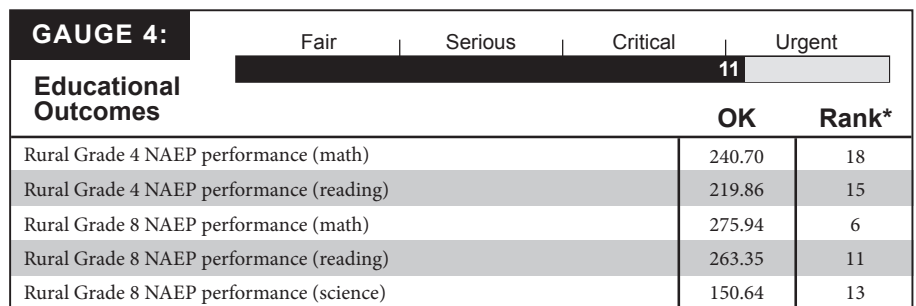 GAUGE 4:
Fair Serious Critical Urgent
11
Educational
Outcomes
OK Rank*
Rural Grade 4 NAEP performance (math) 240.70 18
Rural Grade 4 NAEP performance (reading) 219.86 15
Rural Grade 8 NAEP performance (math) 275.94 6
Rural Grade 8 NAEP performance (reading) 263.35 11
Rural Grade 8 NAEP performance (science) 150.64 13